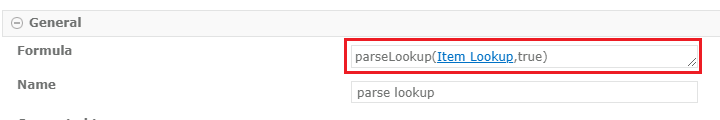 General
Formula
parseLookup(Item Lookup,true)
Name
parse lookup